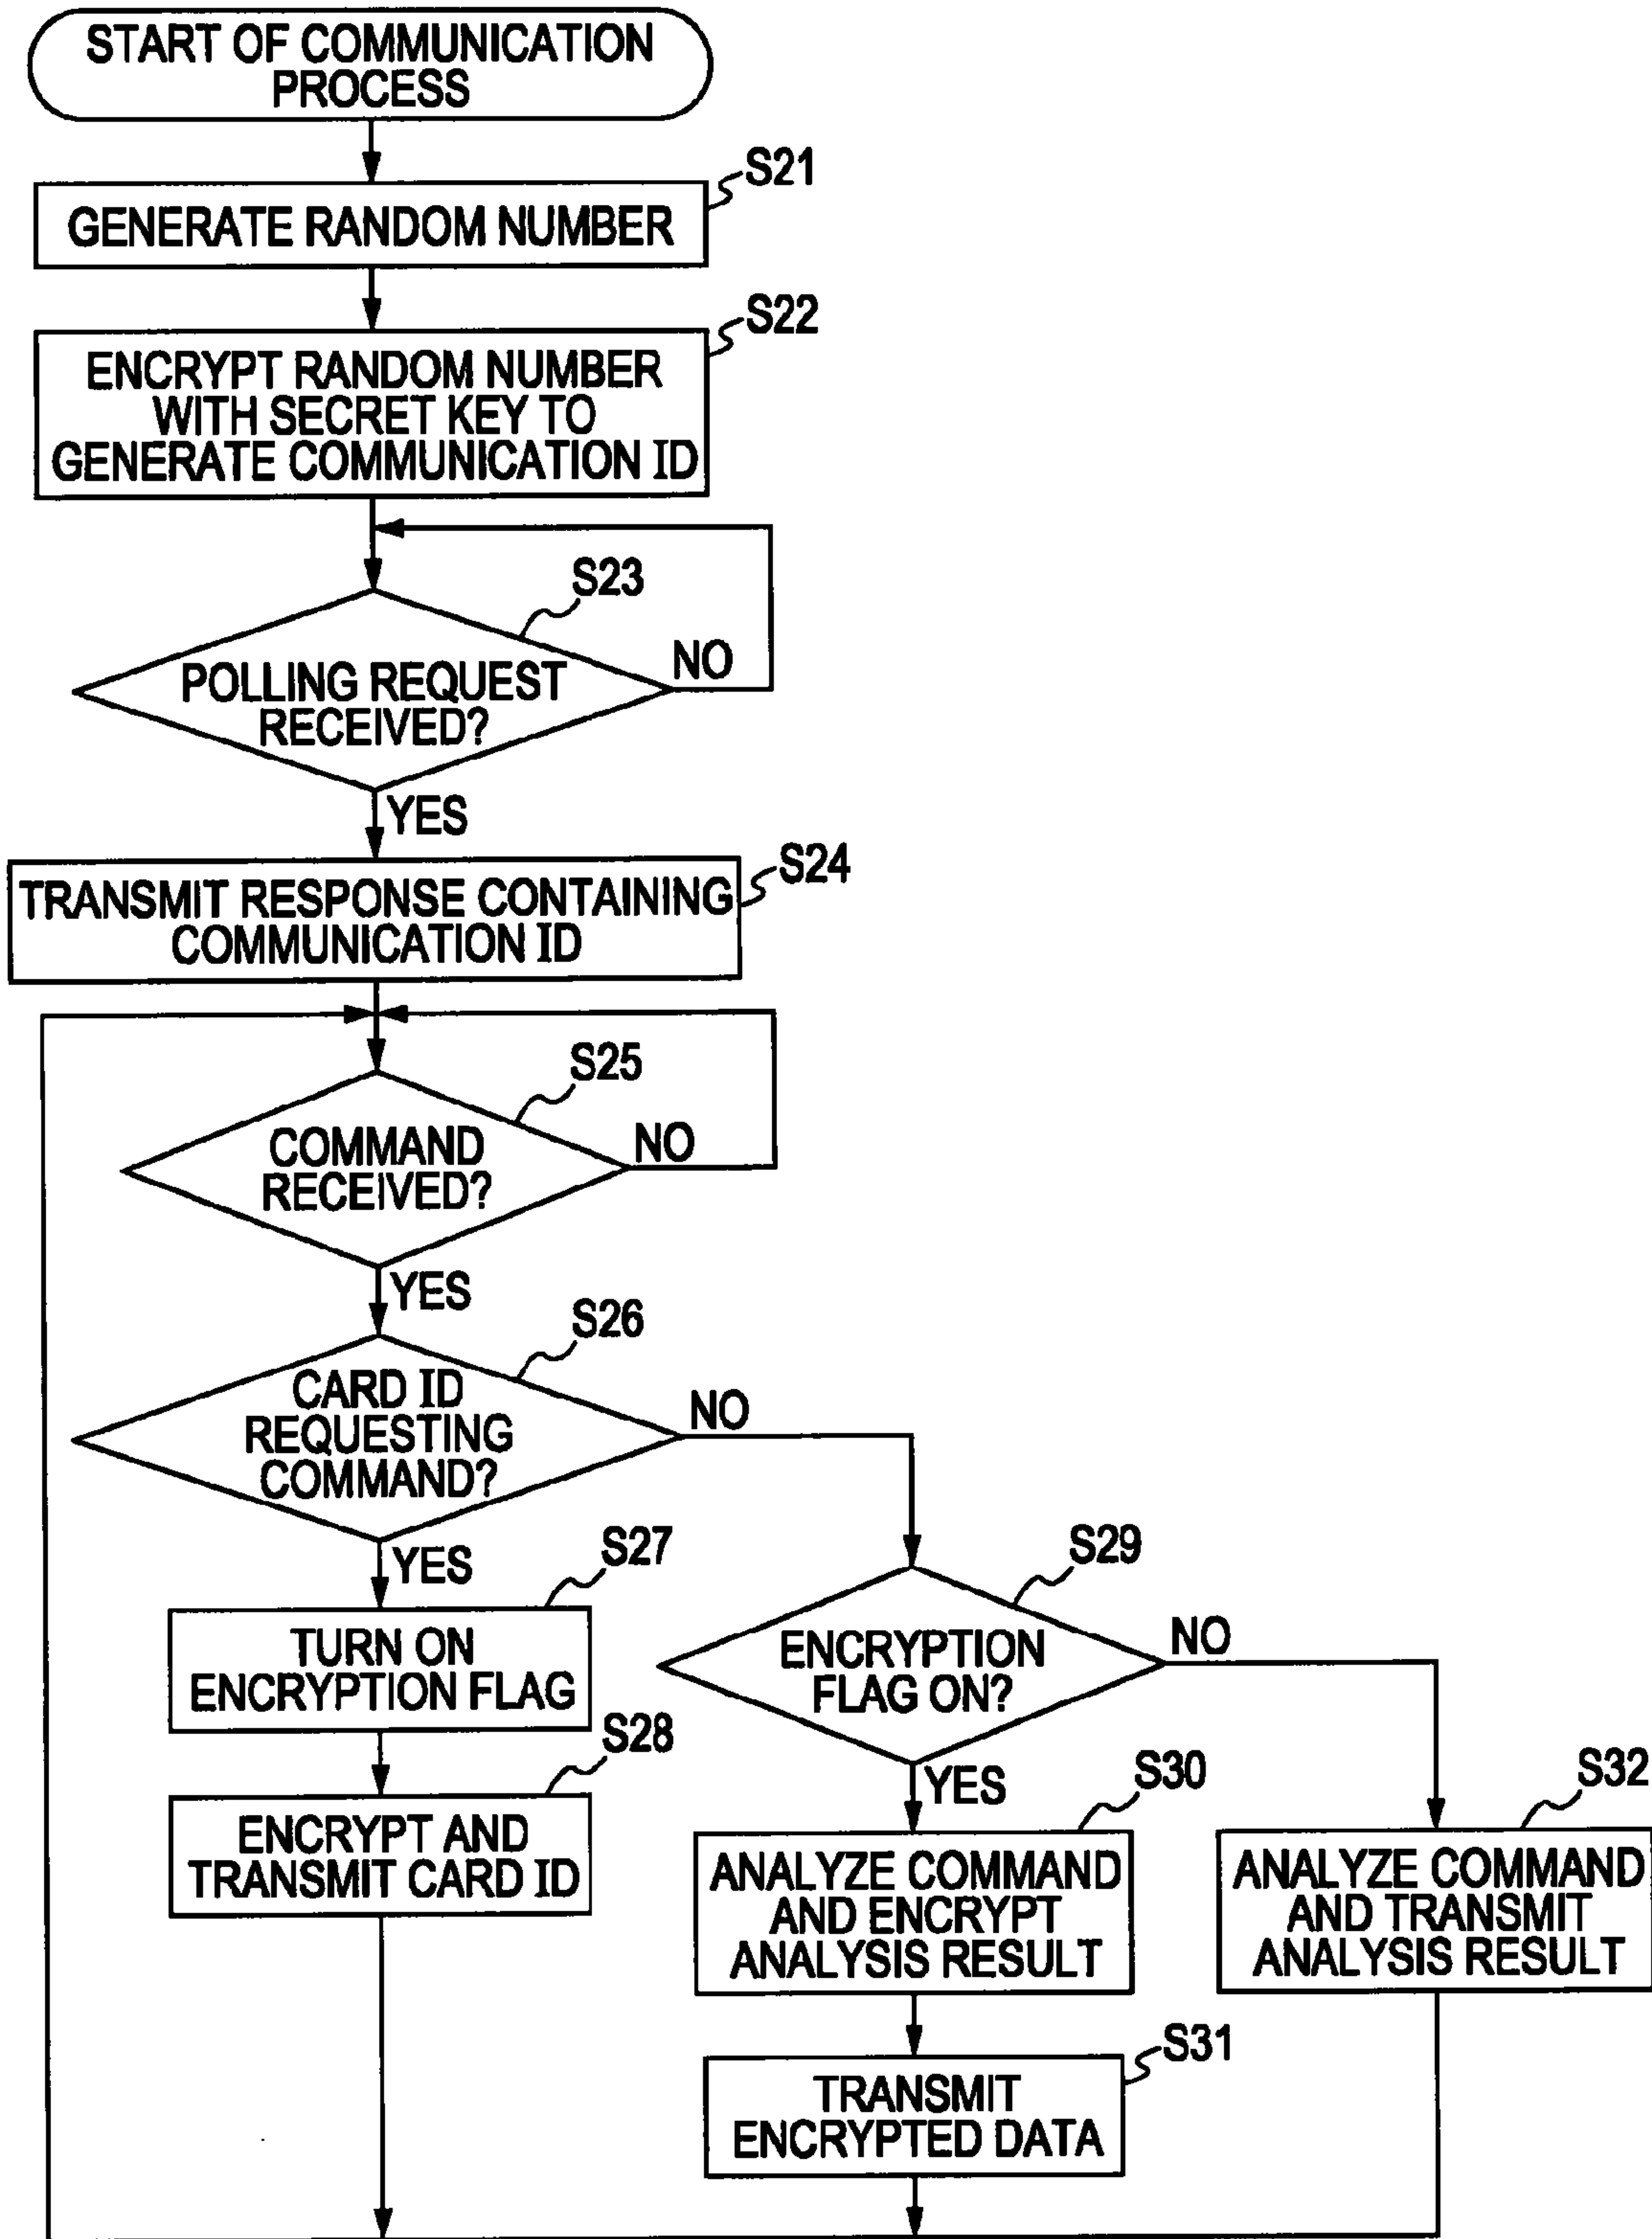 START OF COMMUNICATION
PROCESS
S21
GENERATE RANDOM NUMBER
S22
ENCRYPT RANDOM NUMBER
WITH SECRET KEY TO
GENERATE COMMUNICATION ID
S23
POLLING REQUEST
RECEIVED?
NO
YES
S24
TRANSMIT RESPONSE CONTAINING
COMMUNICATION ID
S25
COMMAND
RECEIVED?
NO
YES
S26
CARD ID
REQUESTING
COMMAND?
NO
YES
S27
TURN ON
ENCRYPTION FLAG
S28
ENCRYPT AND
TRANSMIT CARD ID
S29
ENCRYPTION
FLAG ON?
NO
YES
S30
ANALYZE COMMAND
AND ENCRYPT
ANALYSIS RESULT
S31
TRANSMIT
ENCRYPTED DATA
S32
ANALYZE COMMAND
AND TRANSMIT
ANALYSIS RESULT